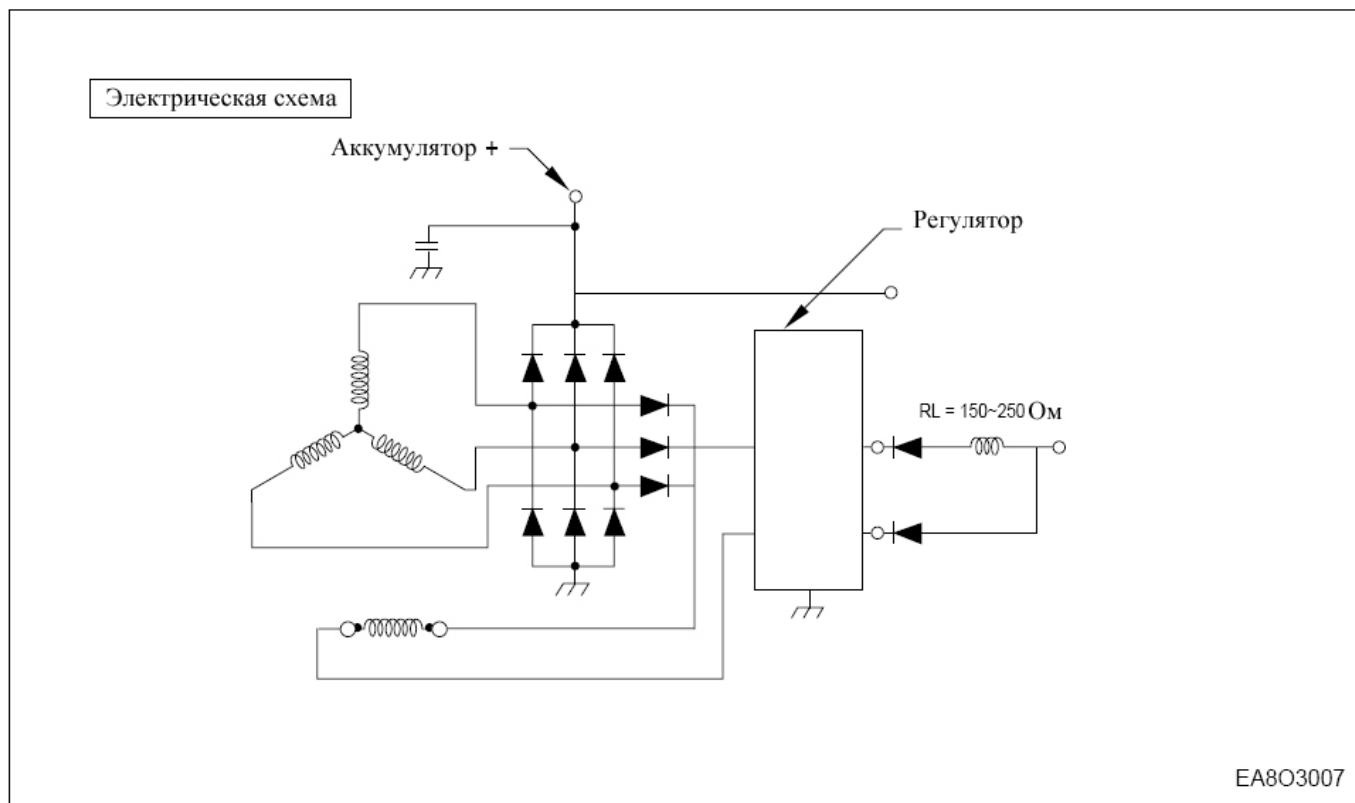 Электрическая схема
Аккумулятор +
Регулятор
RL = 150~250 Ом
EA8O3007